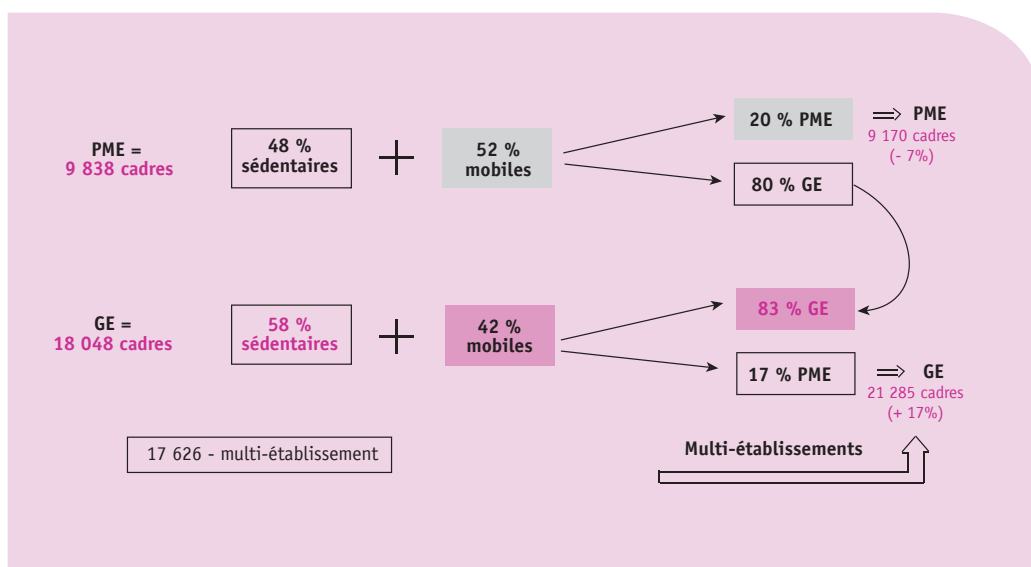 PME =
9 838 cadres
48 %
sédentaires
52 %
mobiles
20 % PME
PME
9 170 cadres
(- 7%)
80 % GE
GE =
18 048 cadres
58 %
sédentaires
42 %
mobiles
83 % GE
17 % PME
GE
21 285 cadres
(+ 17%)
17 626 - multi-établissement
Multi-établissements